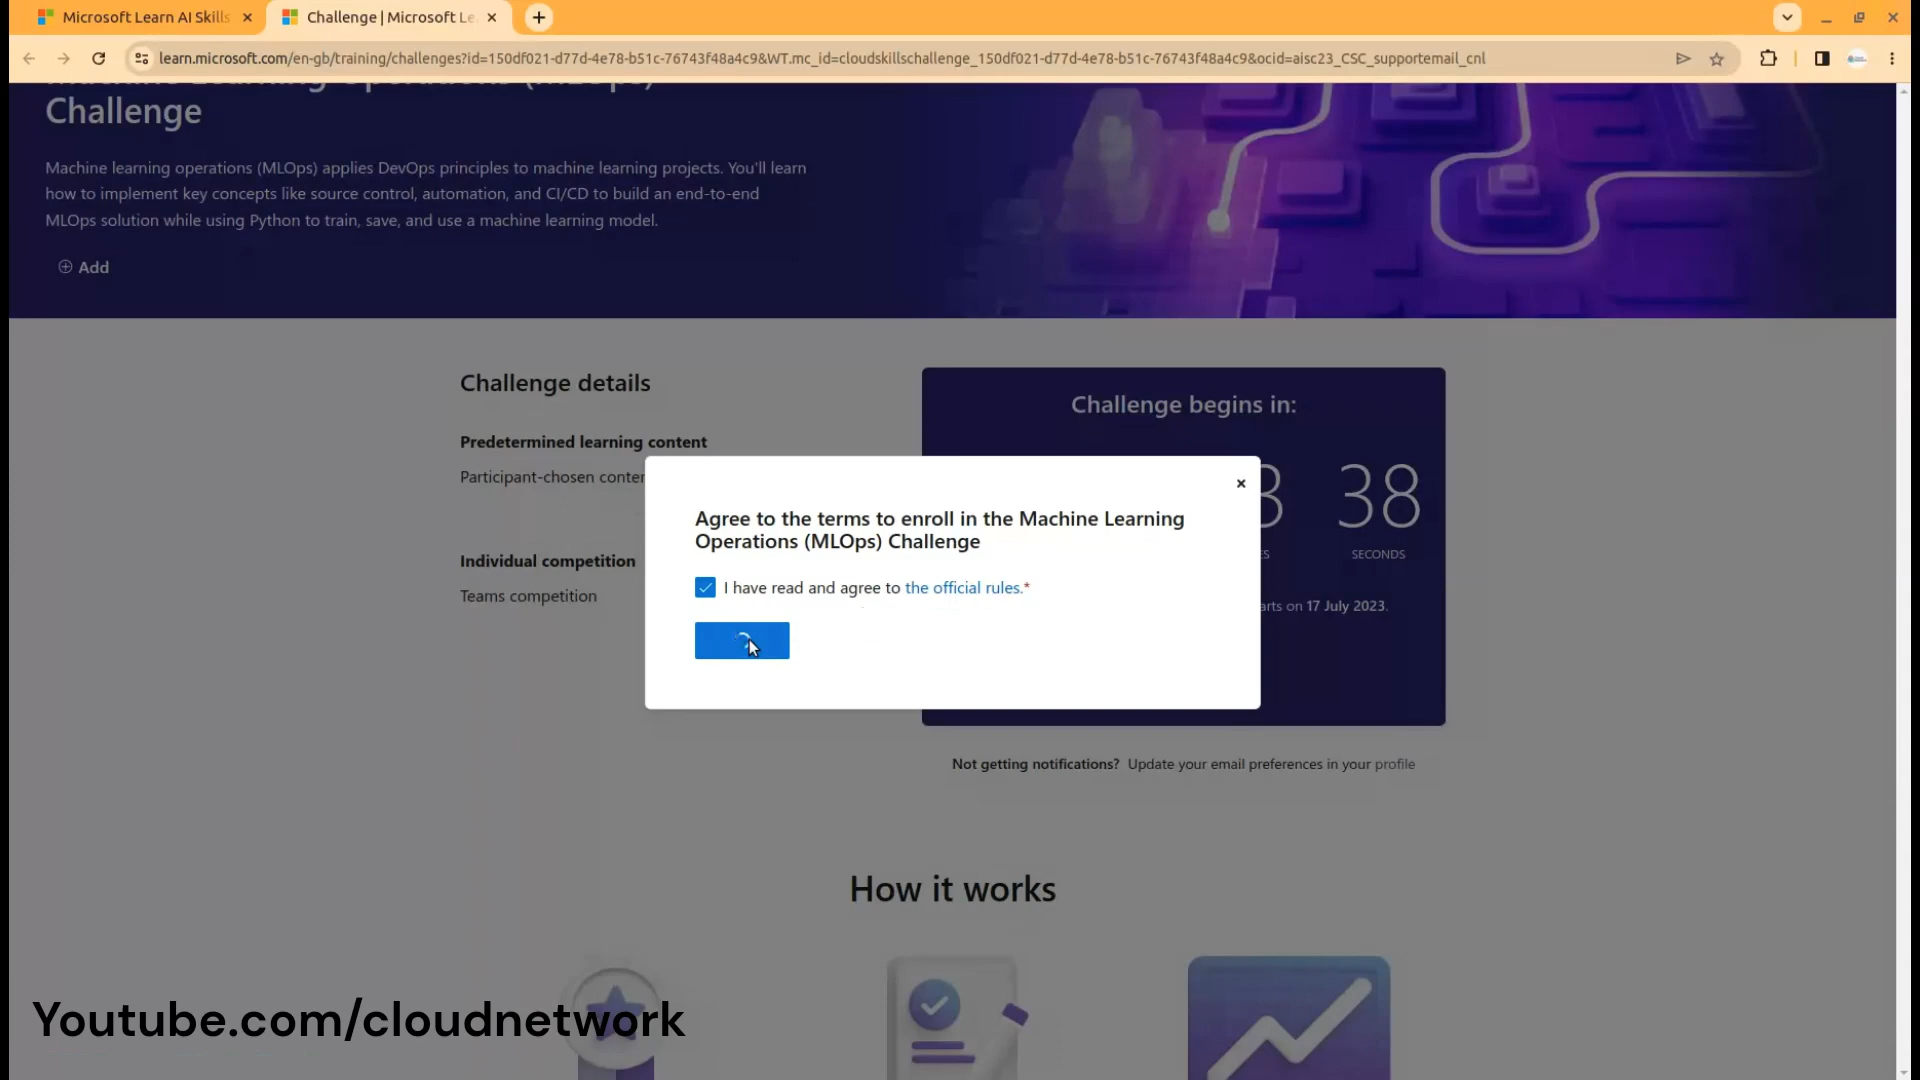 Microsoft Learn AI Skills
Challenge | Microsoft Le
learn.microsoft.com/en-gb/training/challenges?id=150df021-d77d-4e78-b51c-76743f48a4c9&WT.mc_id=cloudskillschallenge_150df021-d77d-4e78-b51c-76743f48a4c9&ocid=aisc23_CSC_supportemail_cnl
Machine Learning Operations (MLOps)
Challenge
Machine learning operations (MLOps) applies DevOps principles to machine learning projects. You'll learn
how to implement key concepts like source control, automation, and CI/CD to build an end-to-end
MLOps solution while using Python to train, save, and use a machine learning model.
Add
Challenge details
Predetermined learning content
Participant-chosen conter
Individual competition
Teams competition
Challenge begins in:
3 38
ES SECONDS
arts on 17 July 2023.
Agree to the terms to enroll in the Machine Learning
Operations (MLOps) Challenge
I have read and agree to the official rules.*
Not getting notifications? Update your email preferences in your profile
How it works
Youtube.com/cloudnetwork